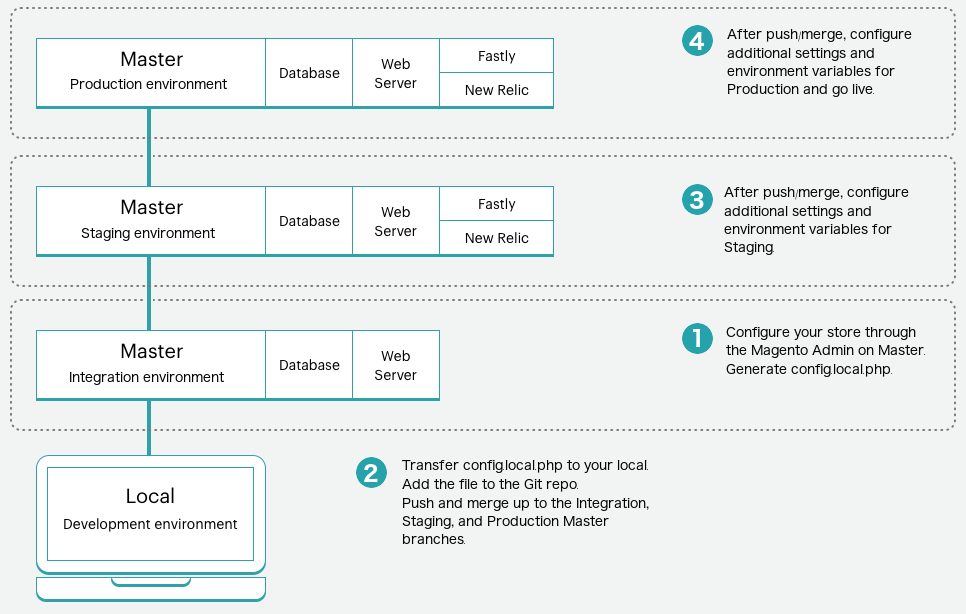 Master
Production environment
Database
Web
Server
Fastly
New Relic
4
After push/merge, configure
additional settings and
environment variables for
Production and go live.
Master
Staging environment
Database
Web
Server
Fastly
New Relic
3
After push/merge, configure
additional settings and
environment variables for
Staging.
Master
Integration environment
Database
Web
Server
1
Configure your store through
the Magento Admin on Master.
Generate config.local.php.
Local
Development environment
2
Transfer config.local.php to your local.
Add the file to the Git repo.
Push and merge up to the Integration,
Staging, and Production Master
branches.